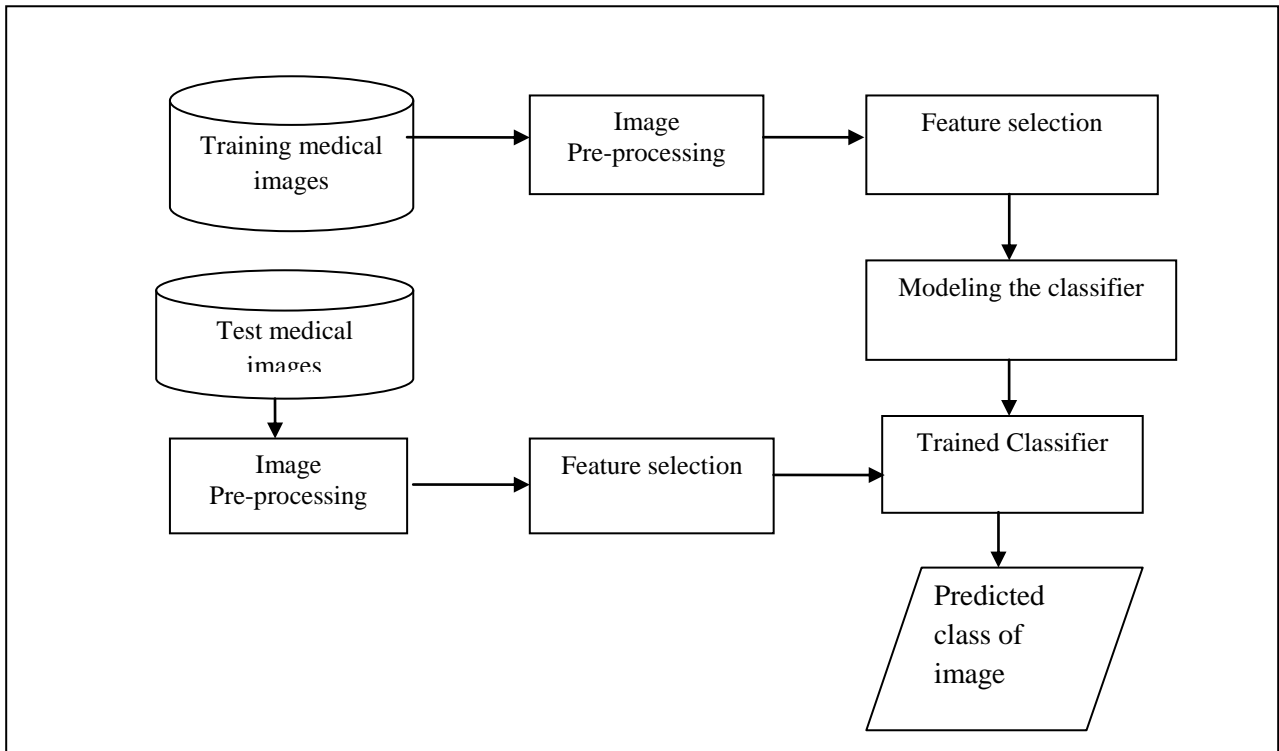 Training medical
images
Image
Pre-processing
Feature selection
Modeling the classifier
Test medical
images
Image
Pre-processing
Feature selection
Trained Classifier
Predicted
class of
image